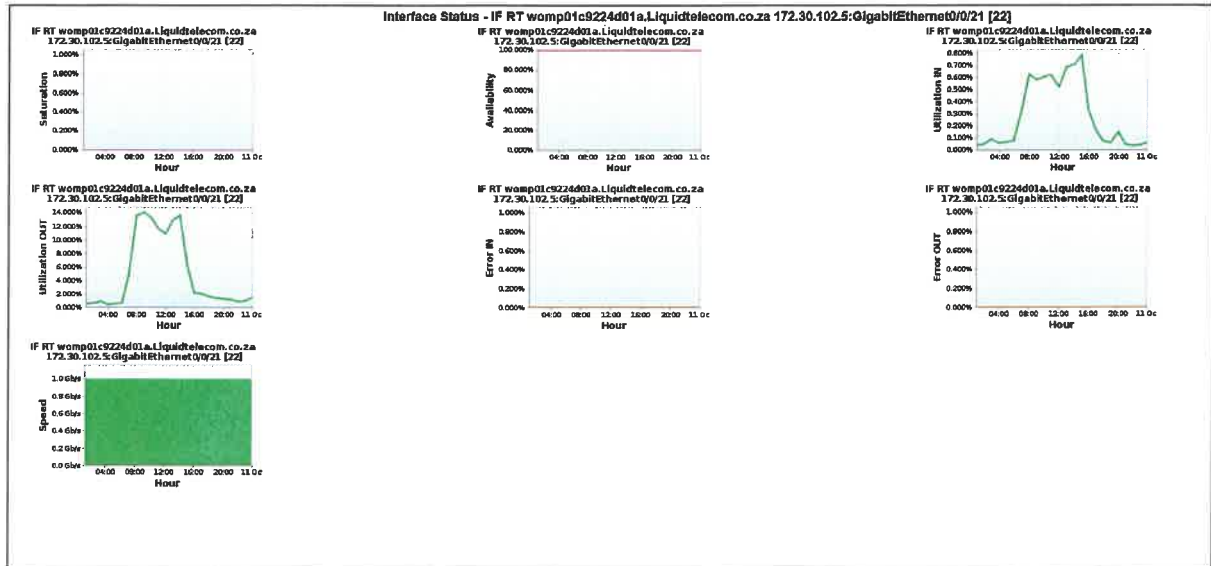 Interface Status - IF RT womp01c9224d01a.Liquidtelecom.co.za 172.30.102.5:GigabitEthernet0/0/21 [22]
IF RT womp01c9224d01a.Liquidtelecom.co.za
172.30.102.5:GigabitEthernet0/0/21 [22]
Saturation
1.000%
0.800%
0.600%
0.400%
0.200%
0.000%
04:00 08:00 12:00 16:00 20:00 11 Oc
Hour
IF RT womp01c9224d01a.Liquidtelecom.co.za
172.30.102.5:GigabitEthernet0/0/21 [22]
Availability
100.000%
80.000%
60.000%
40.000%
20.000%
0.000%
04:00 08:00 12:00 16:00 20:00 11 Oc
Hour
IF RT womp01c9224d01a.Liquidtelecom.co.za
172.30.102.5:GigabitEthernet0/0/21 [22]
Utilization IN
0.800%
0.700%
0.600%
0.500%
0.400%
0.300%
0.200%
0.100%
0.000%
04:00 08:00 12:00 16:00 20:00 11 Oc
Hour
IF RT womp01c9224d01a.Liquidtelecom.co.za
172.30.102.5:GigabitEthernet0/0/21 [22]
Utilization OUT
14.000%
12.000%
10.000%
8.000%
6.000%
4.000%
2.000%
0.000%
04:00 08:00 12:00 16:00 20:00 11 Oc
Hour
IF RT womp01c9224d01a.Liquidtelecom.co.za
172.30.102.5:GigabitEthernet0/0/21 [22]
Error IN
1.000%
0.800%
0.600%
0.400%
0.200%
0.000%
04:00 08:00 12:00 16:00 20:00 11 Oc
Hour
IF RT womp01c9224d01a.Liquidtelecom.co.za
172.30.102.5:GigabitEthernet0/0/21 [22]
Error OUT
1.000%
0.800%
0.600%
0.400%
0.200%
0.000%
04:00 08:00 12:00 16:00 20:00 11 Oc
Hour
IF RT womp01c9224d01a.Liquidtelecom.co.za
172.30.102.5:GigabitEthernet0/0/21 [22]
Speed
1.0 Gb/s
0.8 Gb/s
0.6 Gb/s
0.4 Gb/s
0.2 Gb/s
0.0 Gb/s
04:00 08:00 12:00 16:00 20:00 11 Oc
Hour